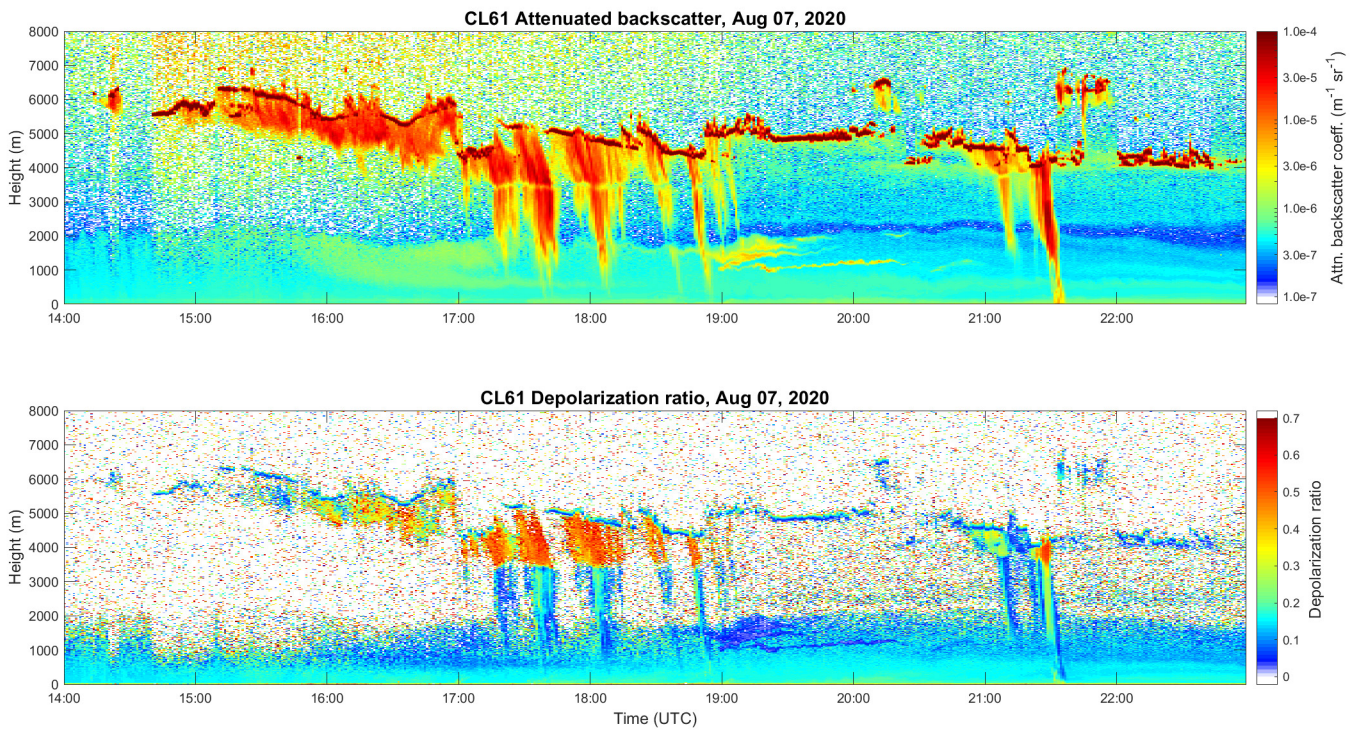 CL61 Attenuated backscatter, Aug 07, 2020
8000
7000
6000
5000
4000
3000
2000
1000
0
Height (m)
14:00 15:00 16:00 17:00 18:00 19:00 20:00 21:00 22:00
1.0e-4
3.0e-5
1.0e-5
3.0e-6
1.0e-6
3.0e-7
1.0e-7
Attn. backscatter coeff. (m⁻¹ sr⁻¹)
CL61 Depolarization ratio, Aug 07, 2020
8000
7000
6000
5000
4000
3000
2000
1000
0
Height (m)
14:00 15:00 16:00 17:00 18:00 19:00 20:00 21:00 22:00
Time (UTC)
0.7
0.6
0.5
0.4
0.3
0.2
0.1
0
Depolarization ratio